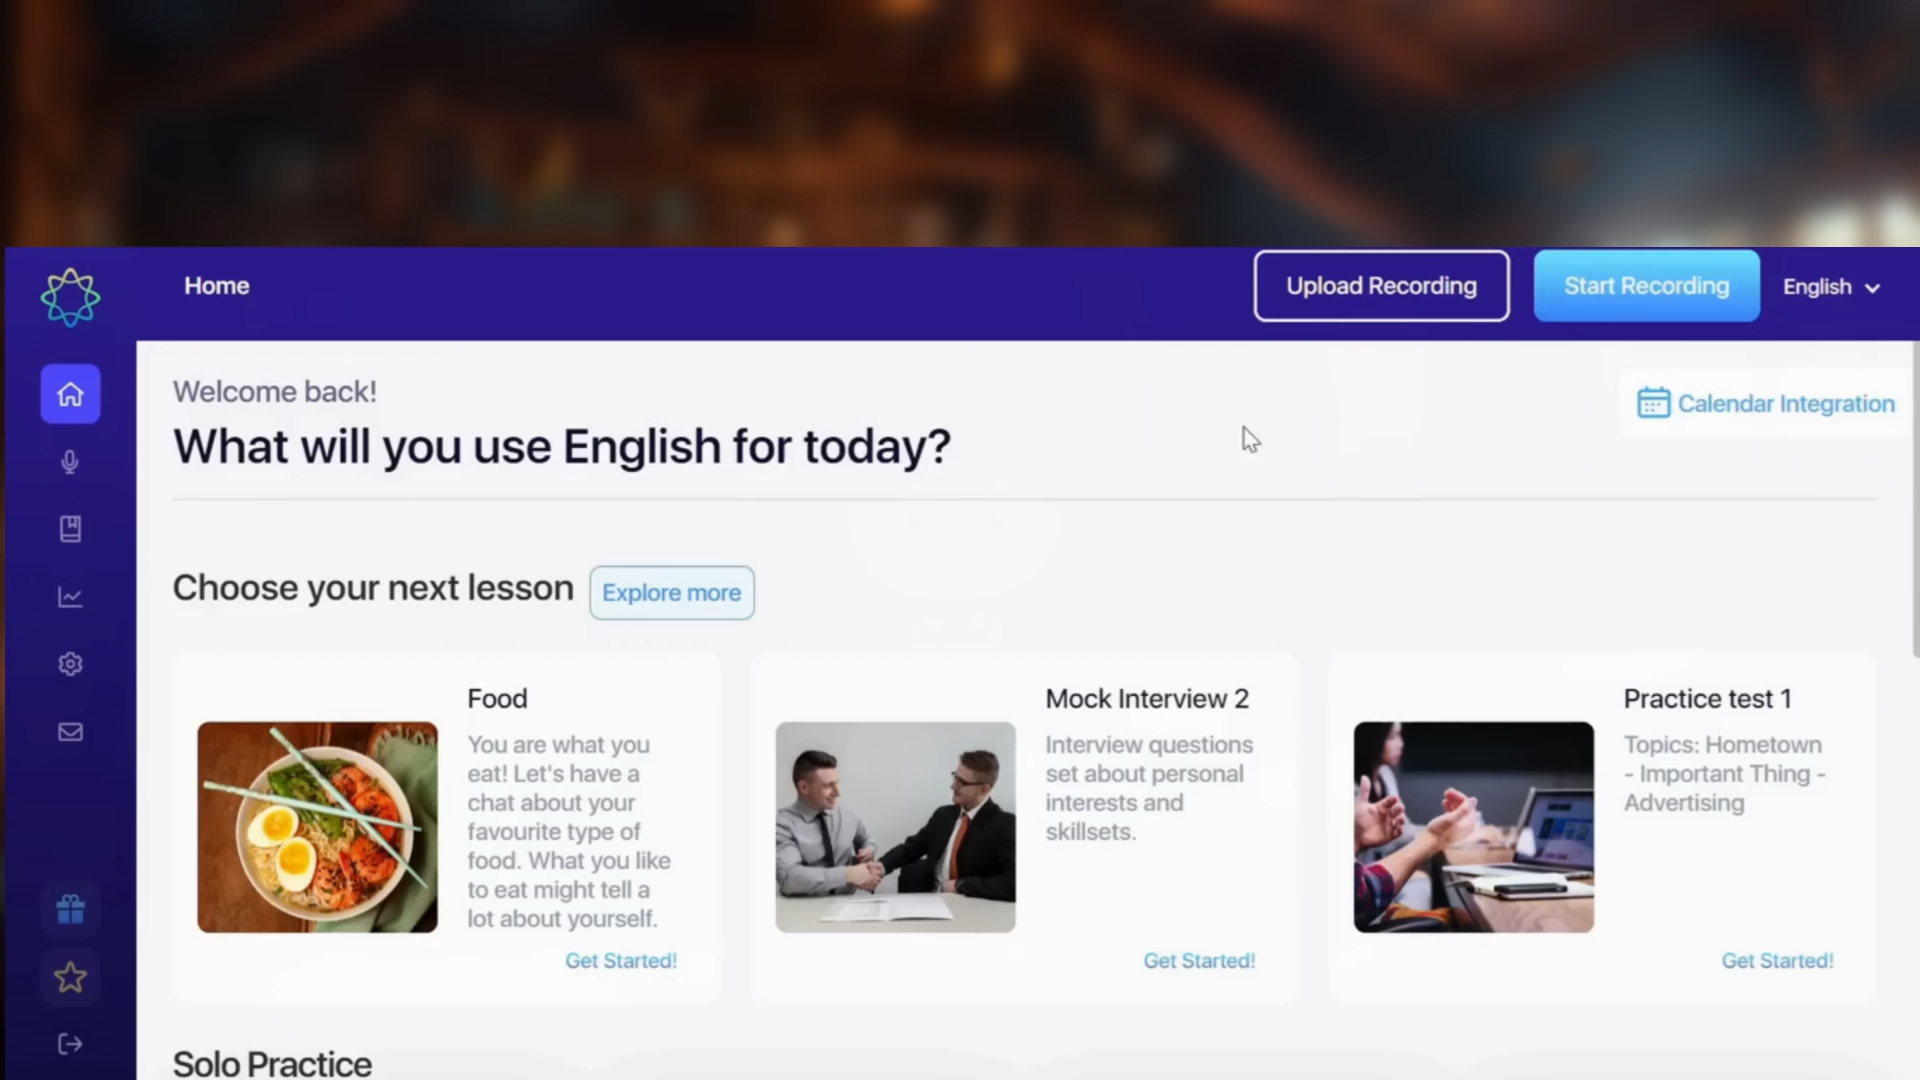 Home
Upload Recording
Start Recording
English
Welcome back!
What will you use English for today?
Calendar Integration
Choose your next lesson
Explore more
Food
You are what you
eat! Let's have a
chat about your
favourite type of
food. What you like
to eat might tell a
lot about yourself.
Get Started!
Mock Interview 2
Interview questions
set about personal
interests and
skillsets.
Get Started!
Practice test 1
Topics: Hometown
- Important Thing -
Advertising
Get Started!
Solo Practice